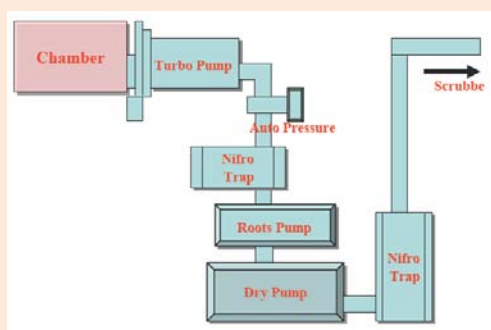 Chamber
Turbo Pump
Scrubbe
Auto Pressure
Nifro
Trap
Roots Pump
Nifro
Trap
Dry Pump